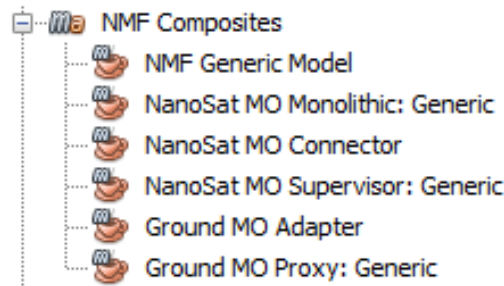 NMF Composites
NMF Generic Model
NanoSat MO Monolithic: Generic
NanoSat MO Connector
NanoSat MO Supervisor: Generic
Ground MO Adapter
Ground MO Proxy: Generic